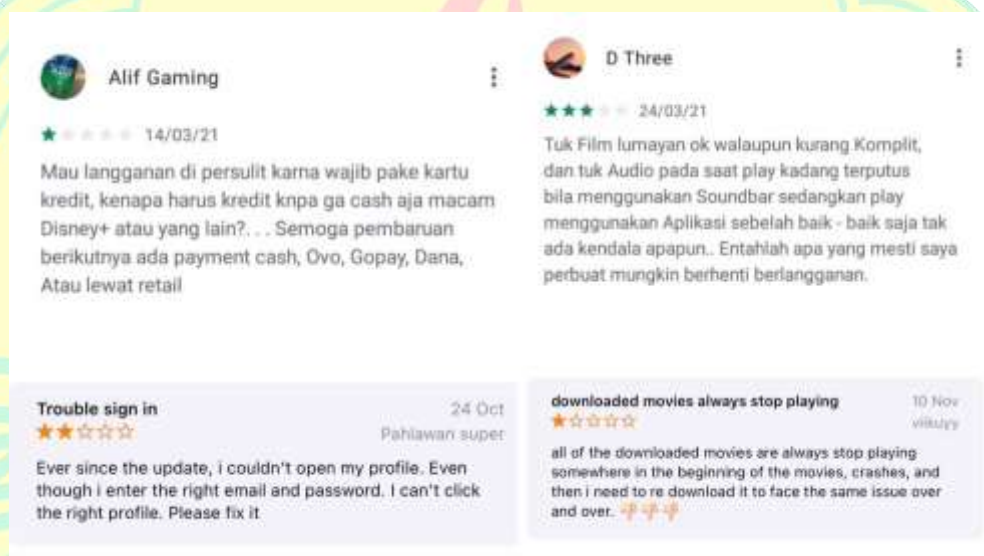 Alif Gaming
14/03/21
Mau langganan di persulit karna wajib pake kartu
kredit, kenapa harus kredit knpa ga cash aja macam
Disney+ atau yang lain?. . . Semoga pembaruan
berikutnya ada payment cash, Ovo, Gopay, Dana,
Atau lewat retail
D Three
24/03/21
Tuk Film lumayan ok walaupun kurang Komplit,
dan tuk Audio pada saat play kadang terputus
bila menggunakan Soundbar sedangkan play
menggunakan Aplikasi sebelah baik - baik saja tak
ada kendala apapun.. Entahlah apa yang mesti saya
perbuat mungkin berhenti berlangganan.
Trouble sign in
24 Oct
Pahlawan super
Ever since the update, i couldn't open my profile. Even
though i enter the right email and password. I can't click
the right profile. Please fix it
downloaded movies always stop playing
10 Nov
viikuyy
all of the downloaded movies are always stop playing
somewhere in the beginning of the movies, crashes, and
then i need to re download it to face the same issue over
and over. 👎👎👎